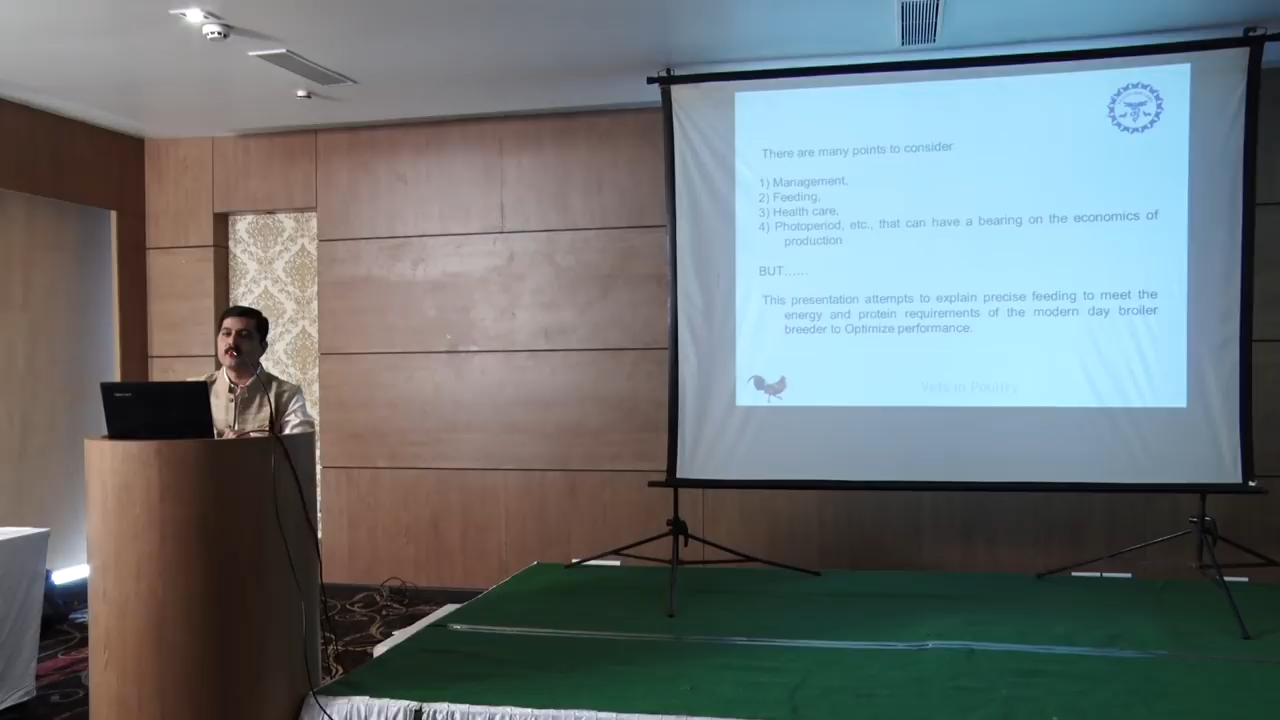 There are many points to consider
1) Management,
2) Feeding,
3) Health care,
4) Photoperiod, etc., that can have a bearing on the economics of
production
BUT......
This presentation attempts to explain precise feeding to meet the
energy and protein requirements of the modern day broiler
breeder to Optimize performance.
Vets in Poultry